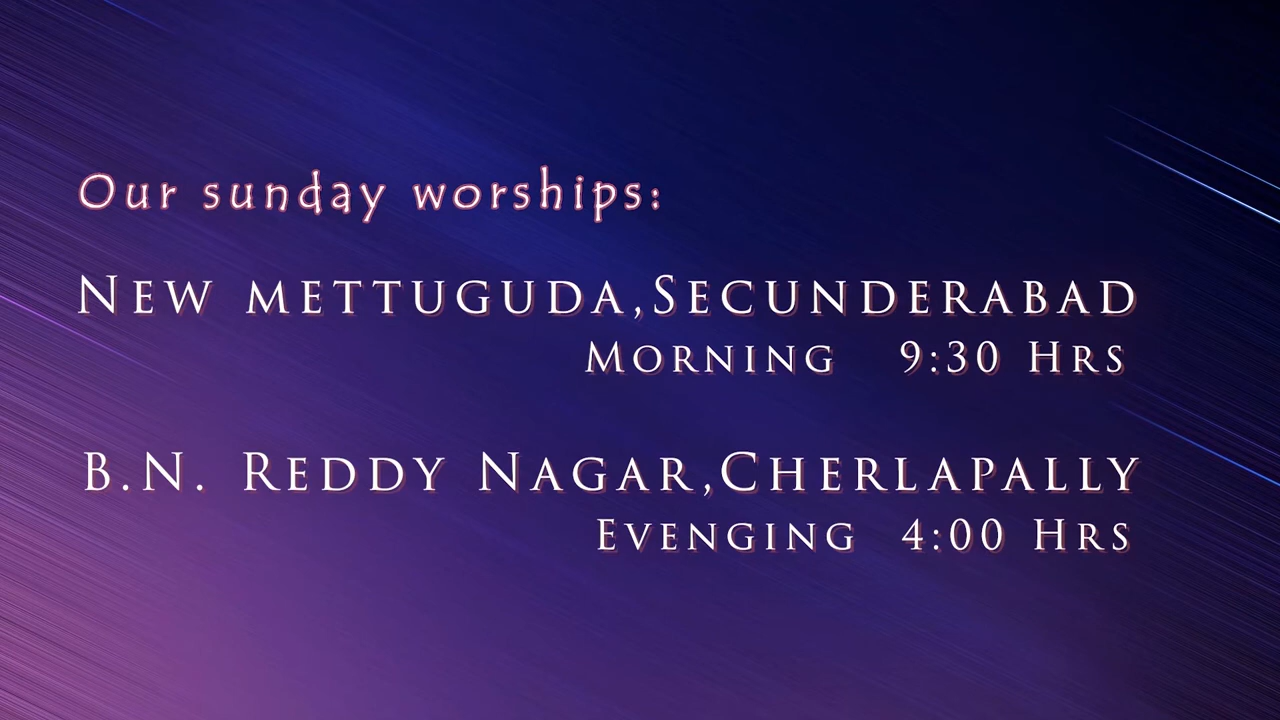 Our sunday worships:
New mettuguda,Secunderabad
Morning 9:30 Hrs
B.N. Reddy Nagar,Cherlapally
Evenging 4:00 Hrs